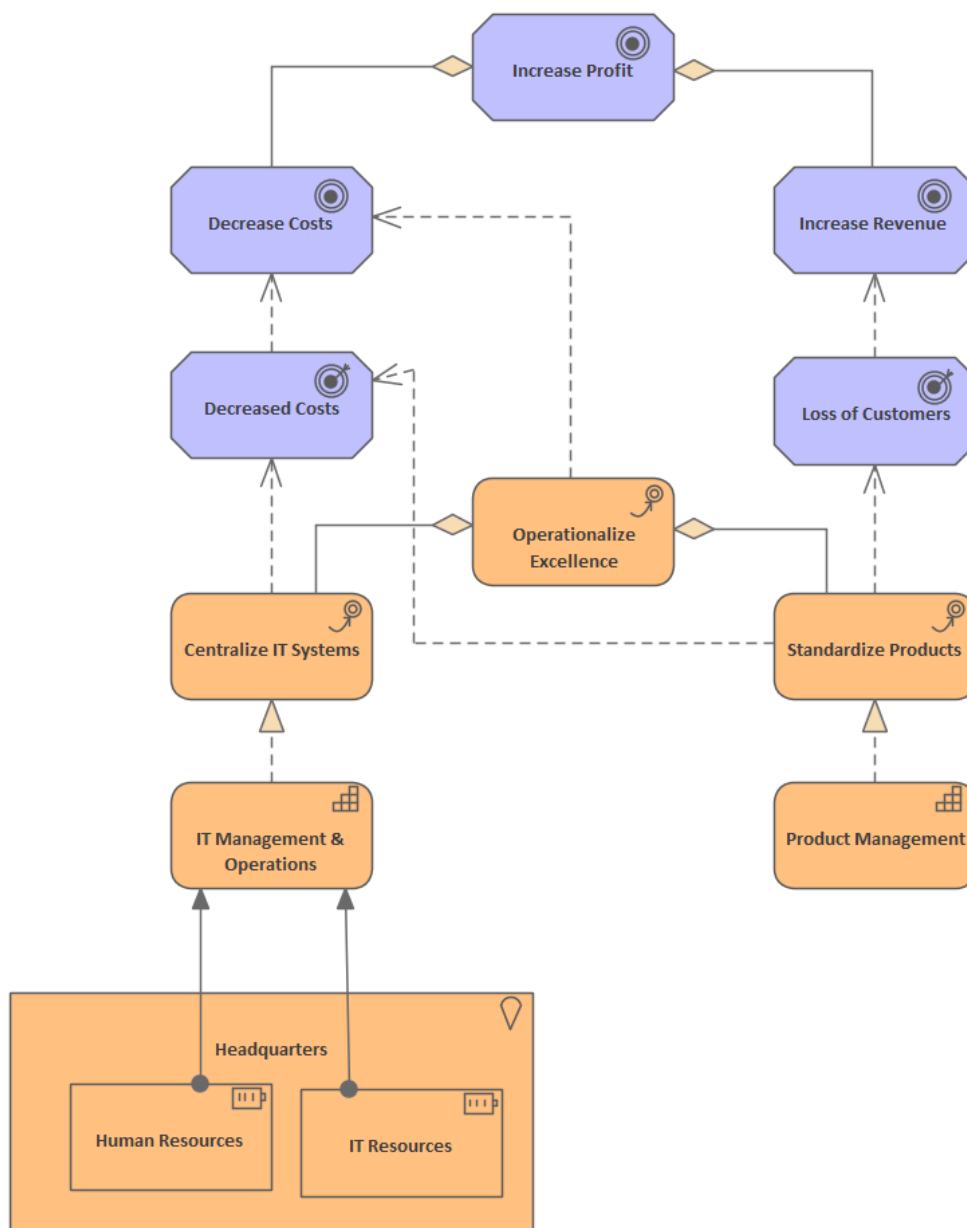 Increase Profit
Decrease Costs
Increase Revenue
Decreased Costs
Loss of Customers
Operationalize
Excellence
Centralize IT Systems
Standardize Products
IT Management &
Operations
Product Management
Headquarters
Human Resources
IT Resources